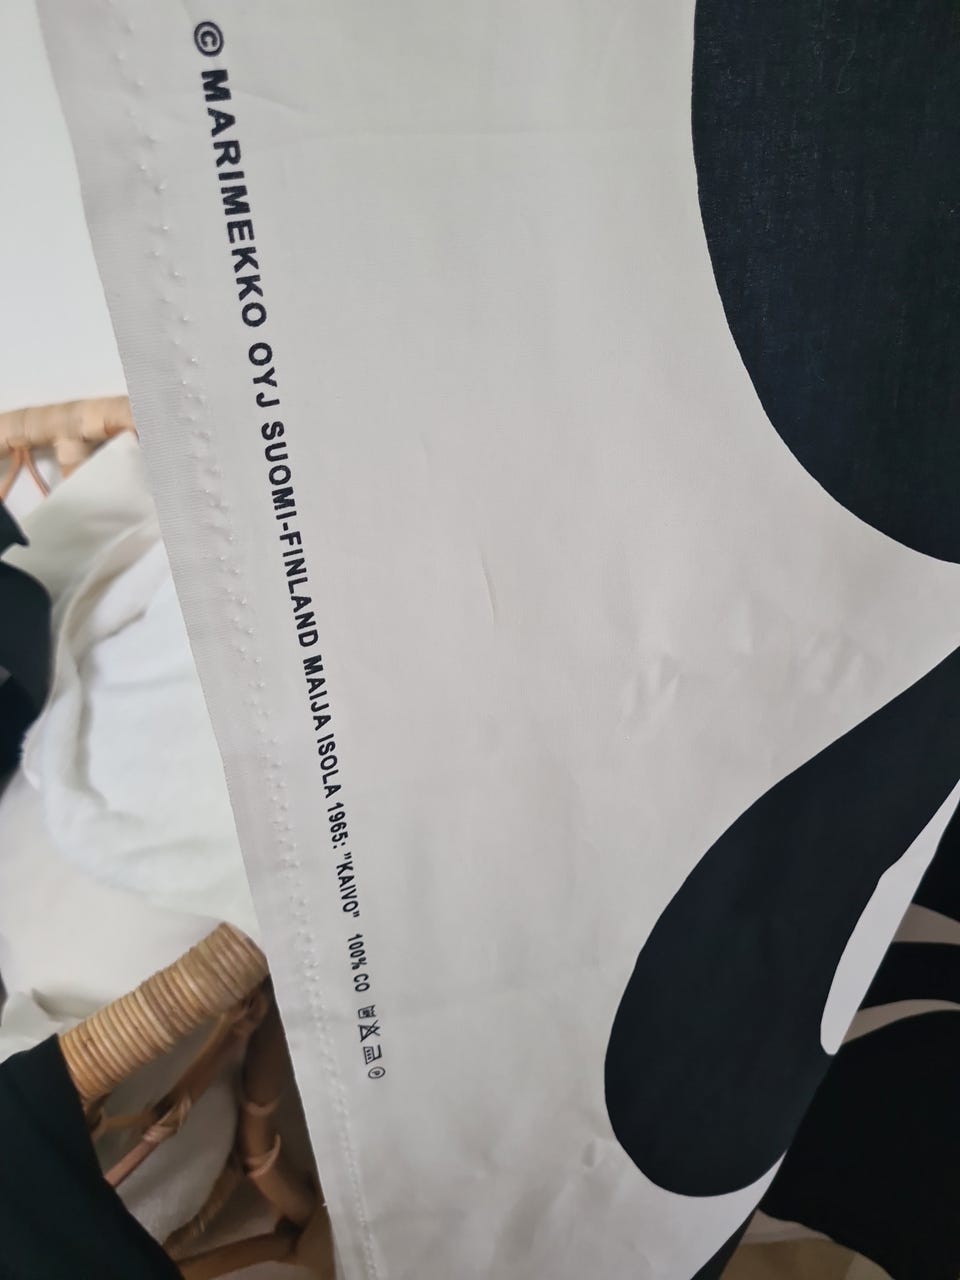 © MARIMEKKO OYJ SUOMI-FINLAND MAIJA ISOLA 1965: "KAIVO" 100% CO